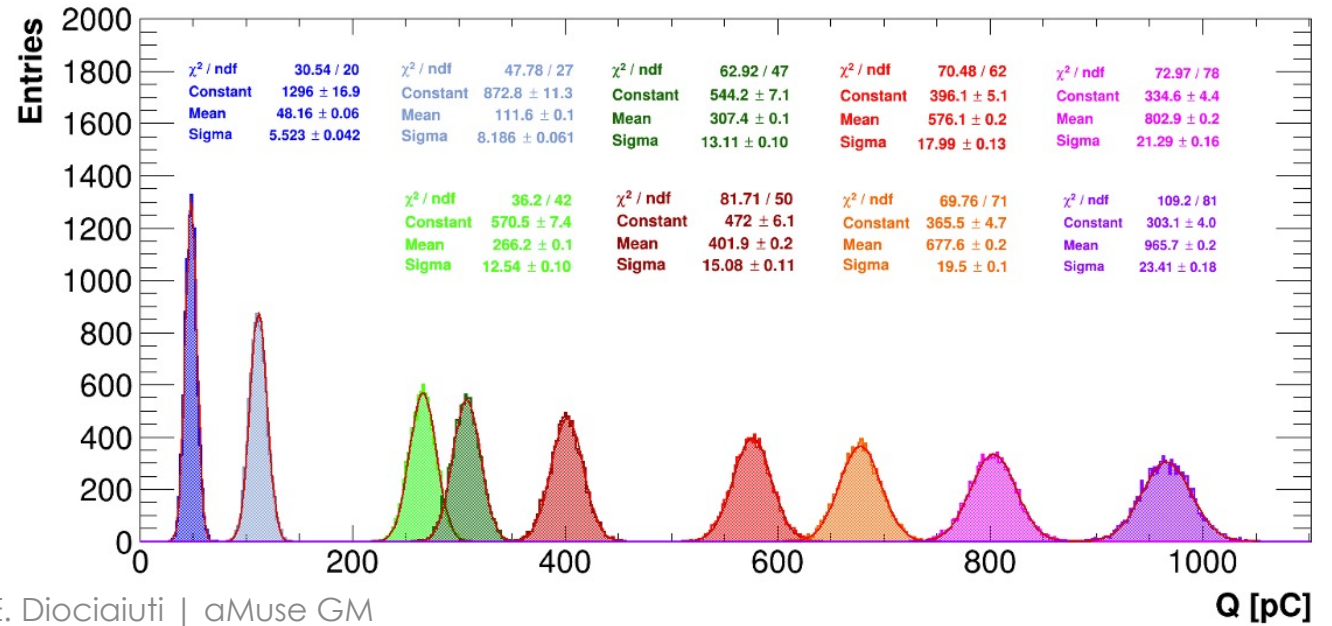 Entries
2000
1800
1600
1400
1200
1000
800
600
400
200
0
χ² / ndf 30.54 / 20
Constant 1296 ± 16.9
Mean 48.16 ± 0.06
Sigma 5.523 ± 0.042
χ² / ndf 47.78 / 27
Constant 872.8 ± 11.3
Mean 111.6 ± 0.1
Sigma 8.186 ± 0.061
χ² / ndf 62.92 / 47
Constant 544.2 ± 7.1
Mean 307.4 ± 0.1
Sigma 13.11 ± 0.10
χ² / ndf 70.48 / 62
Constant 396.1 ± 5.1
Mean 576.1 ± 0.2
Sigma 17.99 ± 0.13
χ² / ndf 72.97 / 78
Constant 334.6 ± 4.4
Mean 802.9 ± 0.2
Sigma 21.29 ± 0.16
χ² / ndf 36.2 / 42
Constant 570.5 ± 7.4
Mean 266.2 ± 0.1
Sigma 12.54 ± 0.10
χ² / ndf 81.71 / 50
Constant 472 ± 6.1
Mean 401.9 ± 0.2
Sigma 15.08 ± 0.11
χ² / ndf 69.76 / 71
Constant 365.5 ± 4.7
Mean 677.6 ± 0.2
Sigma 19.5 ± 0.1
χ² / ndf 109.2 / 81
Constant 303.1 ± 4.0
Mean 965.7 ± 0.2
Sigma 23.41 ± 0.18
0 200 400 600 800 1000
Q [pC]
E. Diociaiuti | aMuse GM